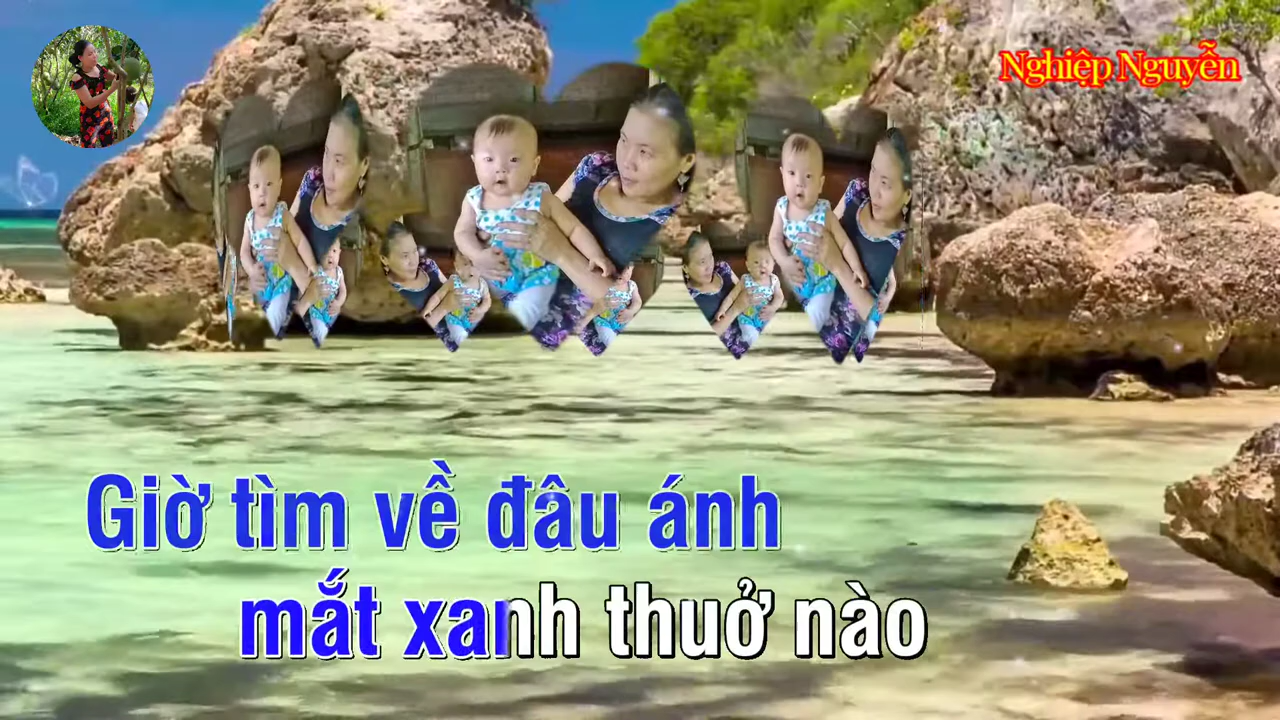 Nghiệp Nguyễn
Giờ tìm về đâu ánh
mắt xanh thuở nào